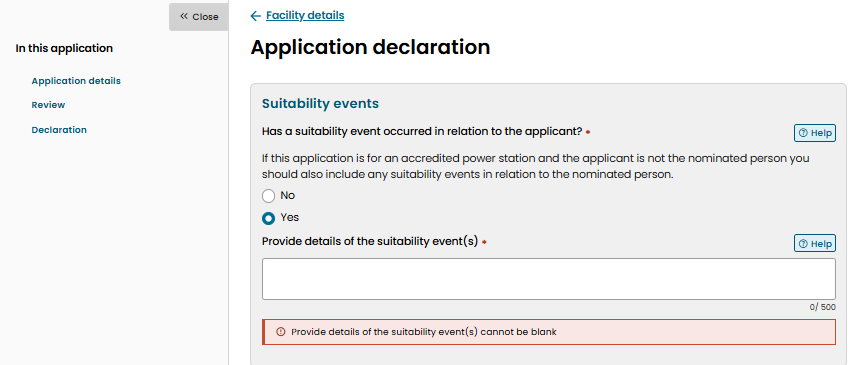 Close
In this application
Application details
Review
Declaration
Facility details
Application declaration
Suitability events
Has a suitability event occurred in relation to the applicant? •
Help
If this application is for an accredited power station and the applicant is not the nominated person you
should also include any suitability events in relation to the nominated person.
No
Yes
Provide details of the suitability event(s) •
Help
0/ 500
Provide details of the suitability event(s) cannot be blank